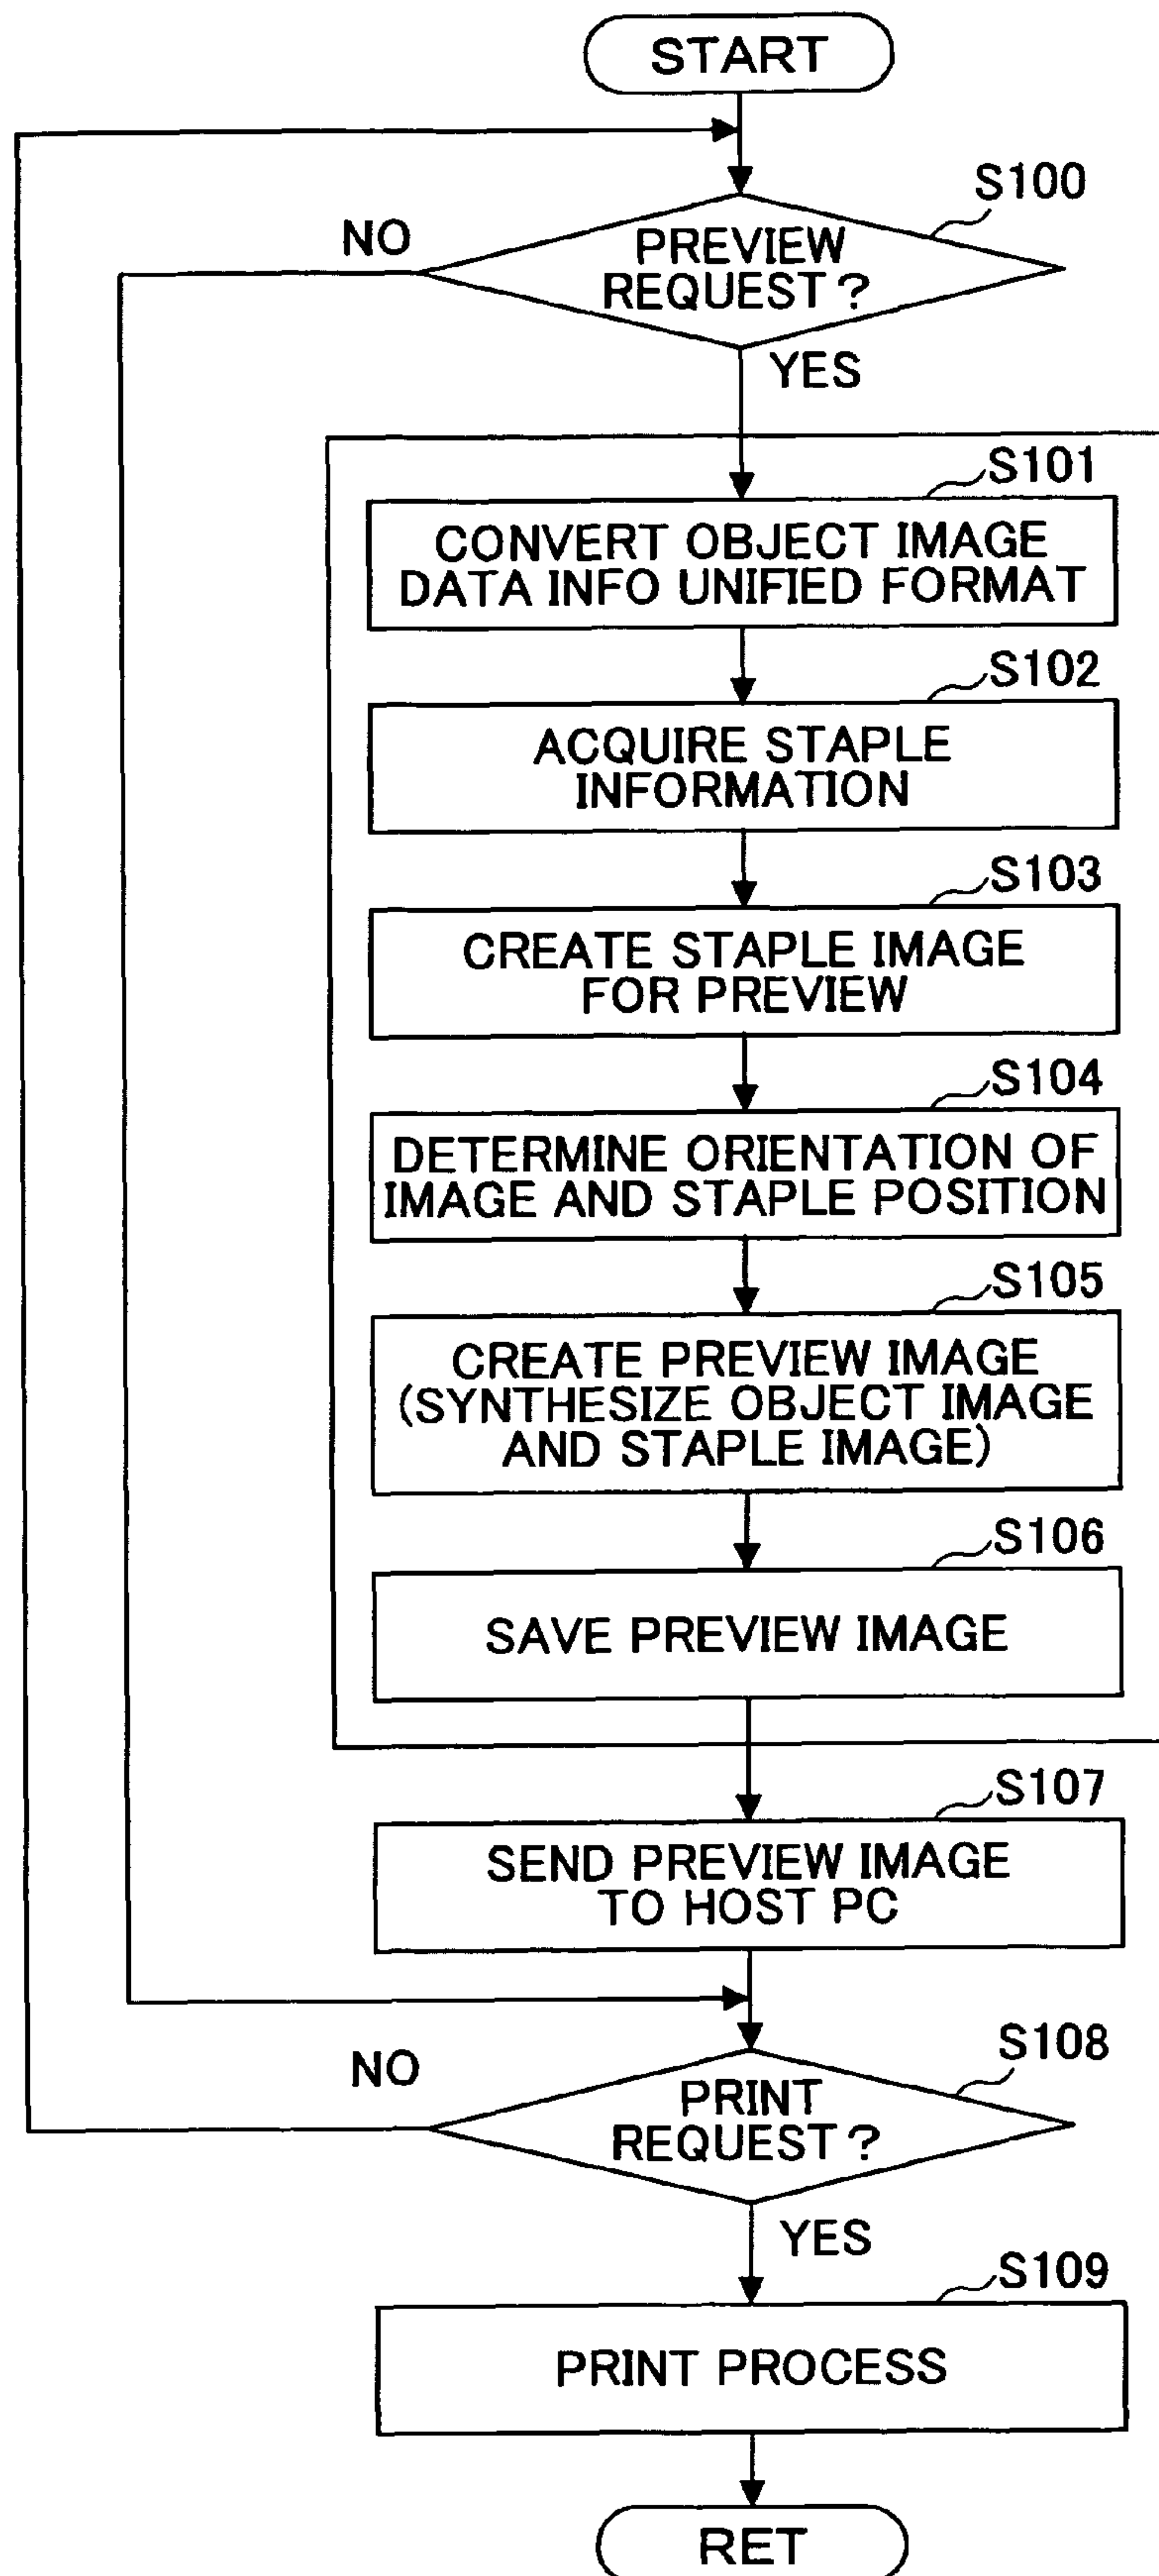 START
S100
NO
PREVIEW
REQUEST?
YES
S101
CONVERT OBJECT IMAGE
DATA INFO UNIFIED FORMAT
S102
ACQUIRE STAPLE
INFORMATION
S103
CREATE STAPLE IMAGE
FOR PREVIEW
S104
DETERMINE ORIENTATION OF
IMAGE AND STAPLE POSITION
S105
CREATE PREVIEW IMAGE
(SYNTHESIZE OBJECT IMAGE
AND STAPLE IMAGE)
S106
SAVE PREVIEW IMAGE
S107
SEND PREVIEW IMAGE
TO HOST PC
S108
NO
PRINT
REQUEST?
YES
S109
PRINT PROCESS
RET